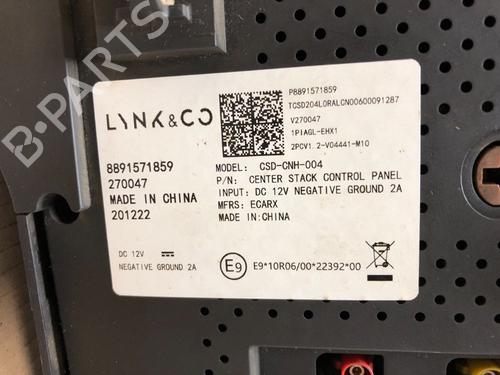 LYNK&CO
P8891571859
TCSD204L0RALCN00600091287
V270047
1PIAGL-EHX1
2PCV1.2-V04441-M10
8891571859
270047
MADE IN CHINA
201222
MODEL: CSD-CNH-004
P/N: CENTER STACK CONTROL PANEL
INPUT: DC 12V NEGATIVE GROUND 2A
MFRS: ECARX
MADE IN:CHINA
DC 12V
NEGATIVE GROUND 2A
E9
E9*10R06/00*22392*00
B-PARTS